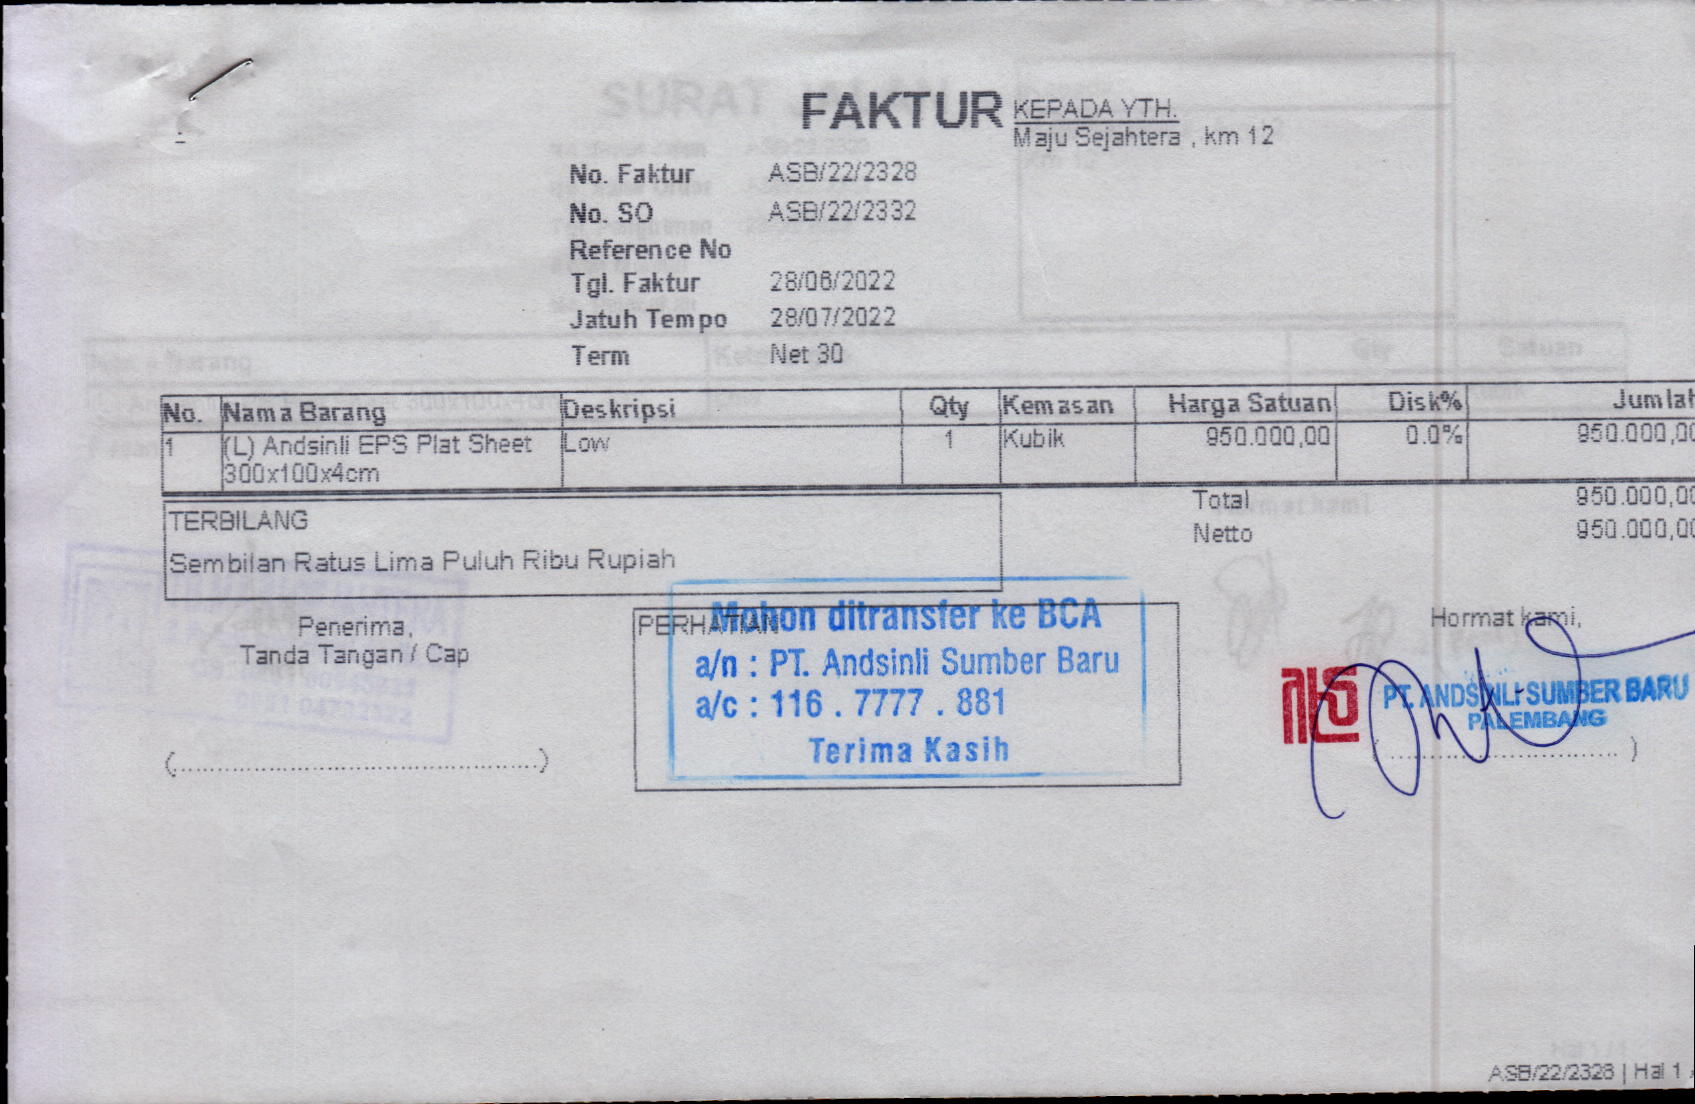 FAKTUR
KEPADA YTH.
Maju Sejahtera , km 12
No. Faktur ASB/22/2328
No. SO ASB/22/2332
Reference No
Tgl. Faktur 28/06/2022
Jatuh Tempo 28/07/2022
Term Net 30
No. Nama Barang Deskripsi Qty Kemasan Harga Satuan Disk% Jumlah
1 (L) Andsinli EPS Plat Sheet Low 1 Kubik 950.000,00 0.0% 950.000,00
300x100x4cm
Total 950.000,00
Netto 950.000,00
TERBILANG
Sembilan Ratus Lima Puluh Ribu Rupiah
Penerima,
Tanda Tangan / Cap
(..............................................)
PERHATIAN
Mohon ditransfer ke BCA
a/n : PT. Andsinli Sumber Baru
a/c : 116 . 7777 . 881
Terima Kasih
Hormat kami,
PT. ANDSINLI SUMBER BARU
PALEMBANG
(..............................)
ASB/22/2328 | Hal 1